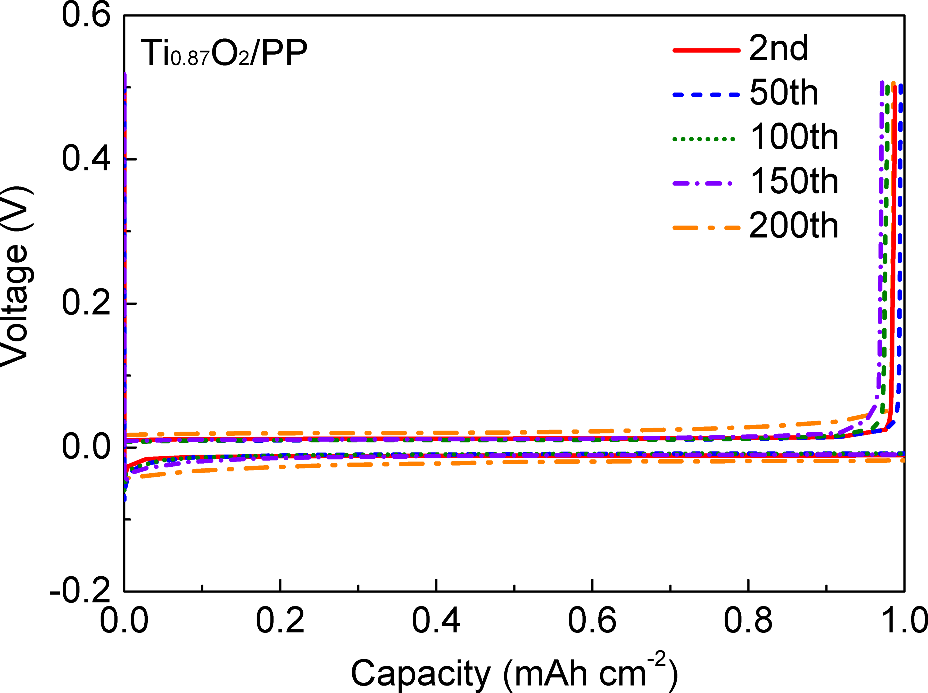 Ti0.87O2/PP
2nd
50th
100th
150th
200th
0.6
0.4
0.2
0.0
-0.2
Voltage (V)
0.0 0.2 0.4 0.6 0.8 1.0
Capacity (mAh cm-2)